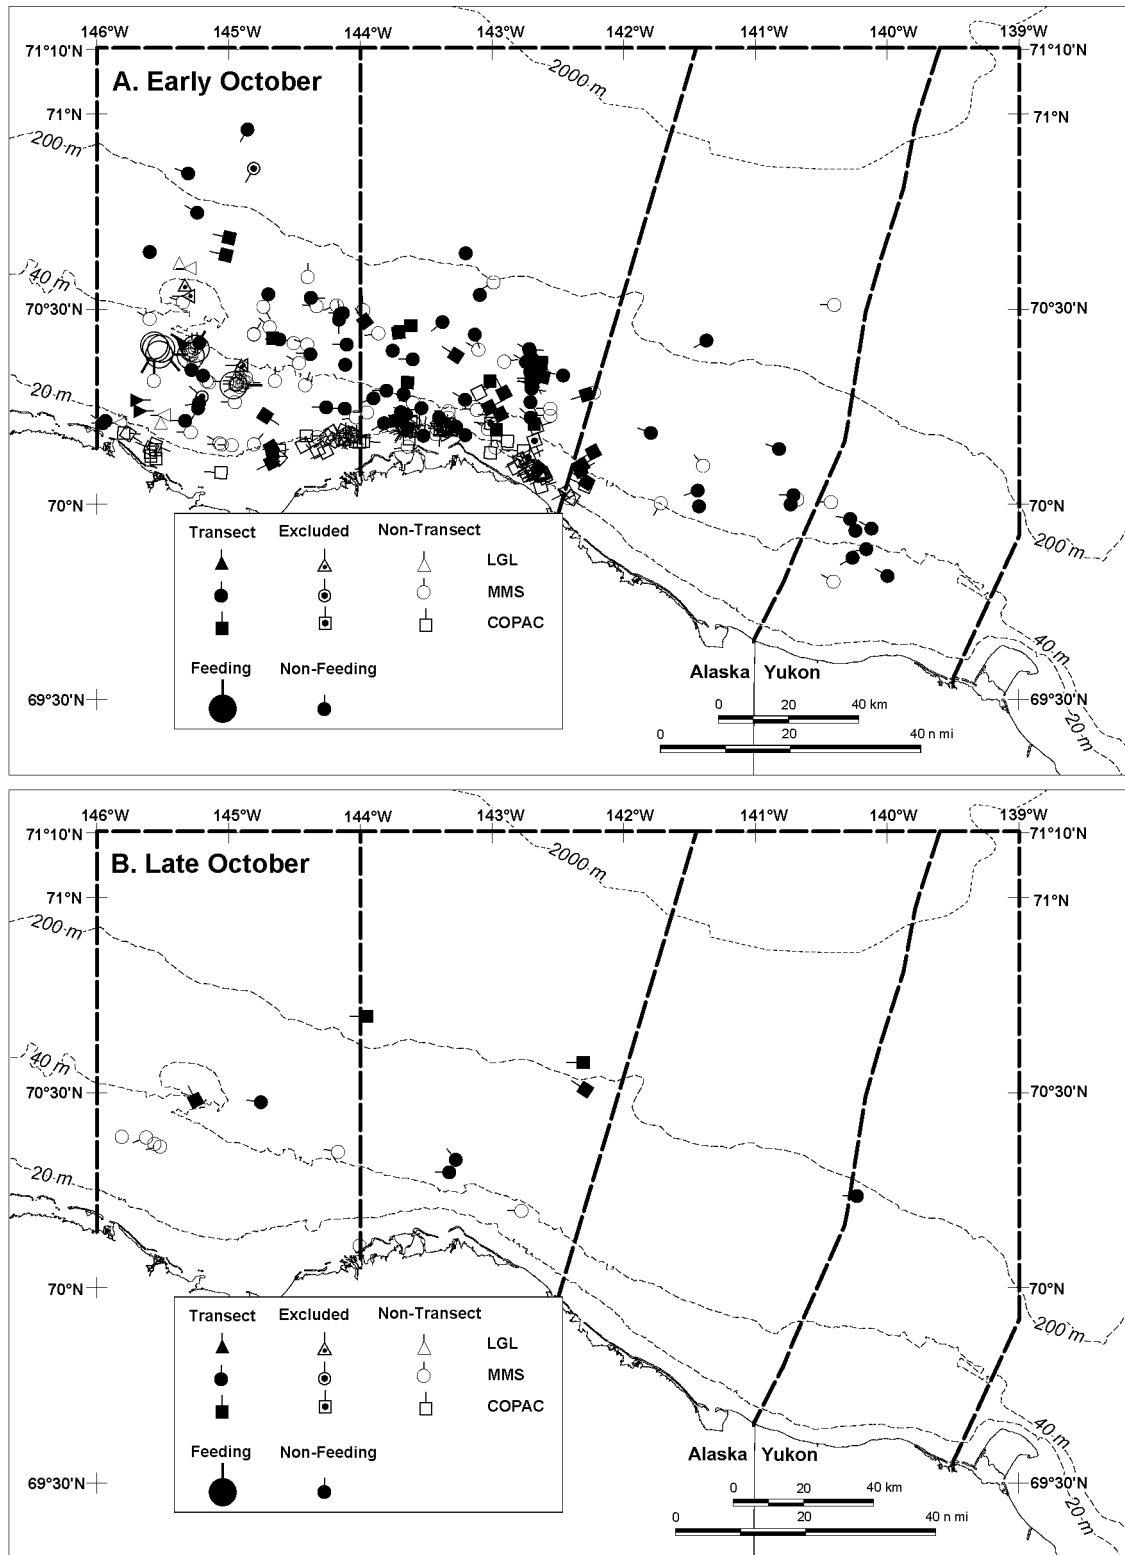 146°W 145°W 144°W 143°W 142°W 141°W 140°W 139°W
71°10'N 71°10'N
A. Early October
2000 m
71°N 71°N
200 m
40 m
70°30'N 70°30'N
20 m
70°N 70°N
200 m
Transect Excluded Non-Transect
LGL
MMS
COPAC
Feeding Non-Feeding
40 m
20 m
Alaska Yukon
69°30'N 69°30'N
0 20 40 km
0 20 40 n mi
146°W 145°W 144°W 143°W 142°W 141°W 140°W 139°W
71°10'N 71°10'N
B. Late October
2000 m
71°N 71°N
200 m
40 m
70°30'N 70°30'N
20 m
70°N 70°N
200 m
Transect Excluded Non-Transect
LGL
MMS
COPAC
Feeding Non-Feeding
40 m
20 m
Alaska Yukon
69°30'N 69°30'N
0 20 40 km
0 20 40 n mi